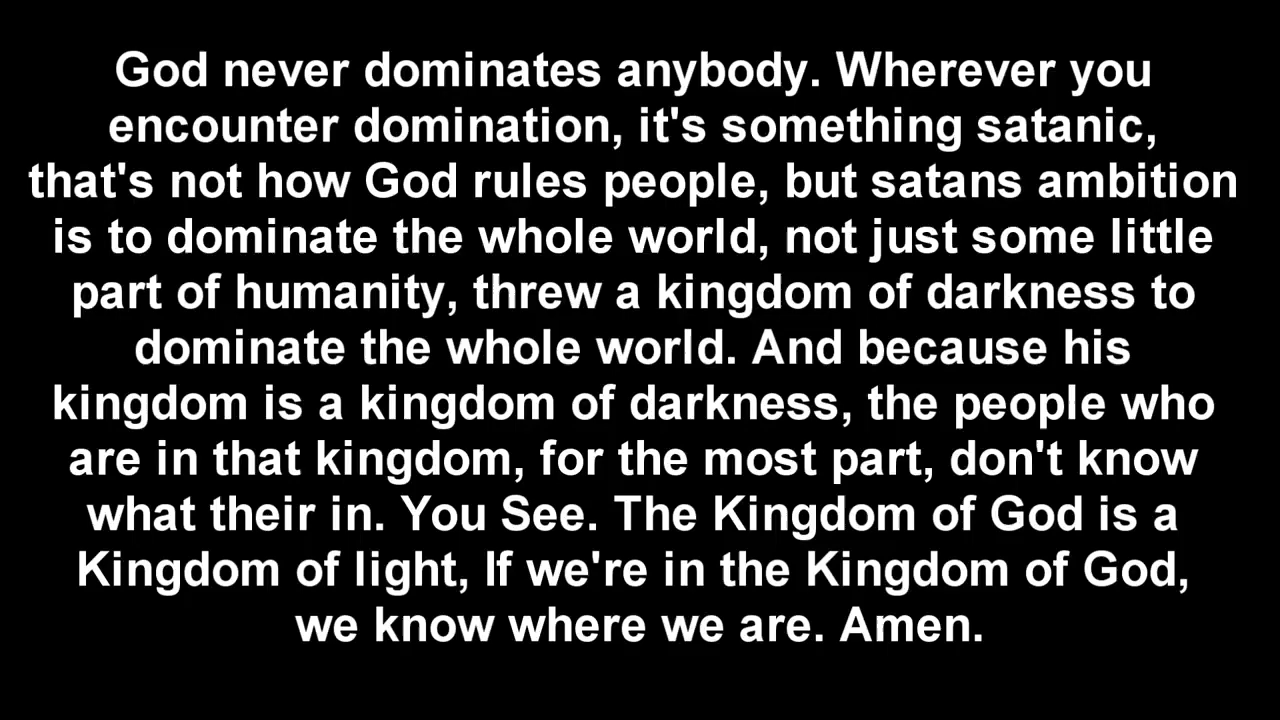 God never dominates anybody. Wherever you
encounter domination, it's something satanic,
that's not how God rules people, but satans ambition
is to dominate the whole world, not just some little
part of humanity, threw a kingdom of darkness to
dominate the whole world. And because his
kingdom is a kingdom of darkness, the people who
are in that kingdom, for the most part, don't know
what their in. You See. The Kingdom of God is a
Kingdom of light, If we're in the Kingdom of God,
we know where we are. Amen.